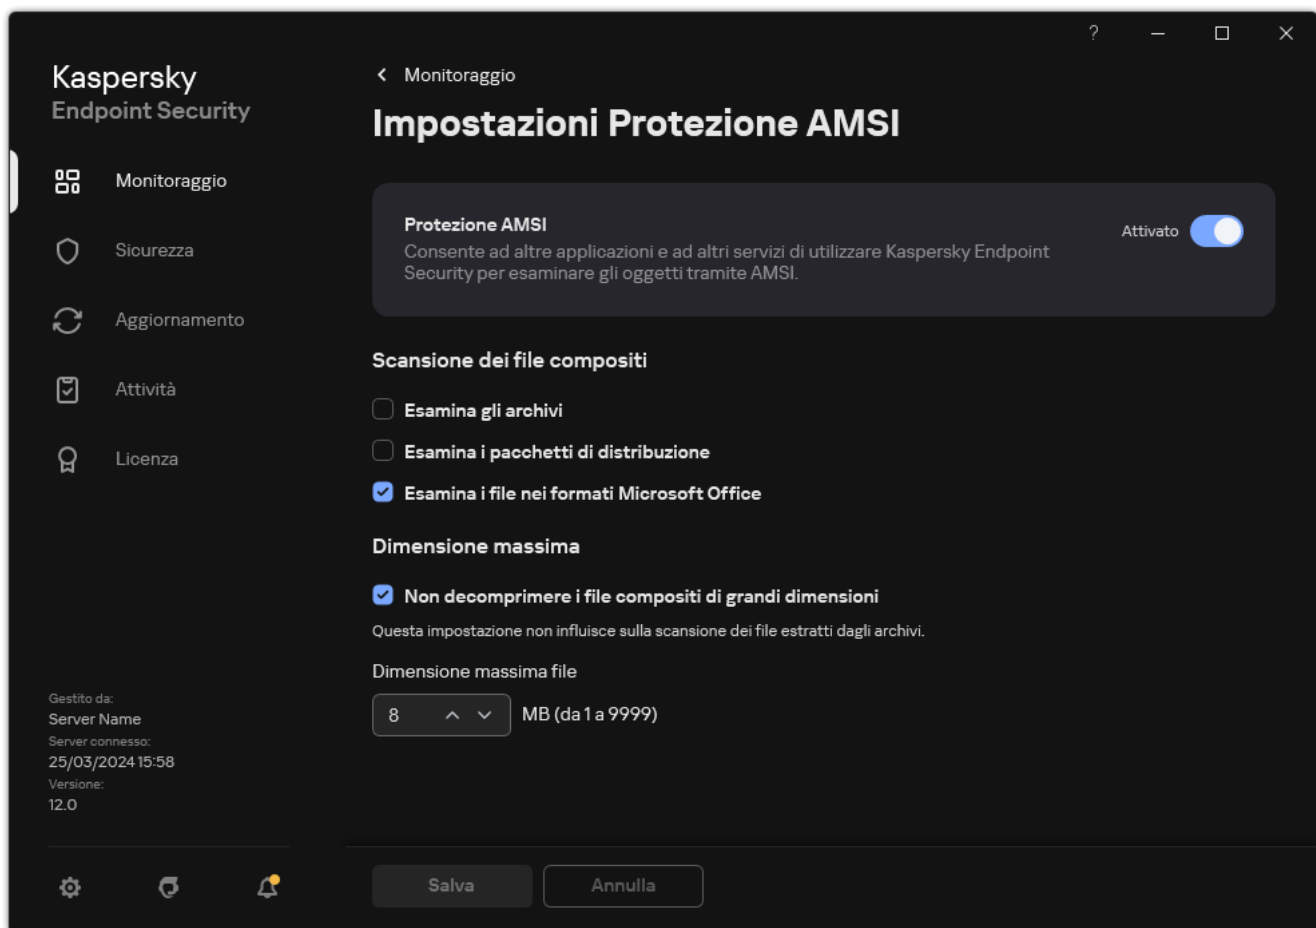 ?
Kaspersky
Endpoint Security
Monitoraggio
Sicurezza
Aggiornamento
Attività
Licenza
Gestito da:
Server Name
Server connesso:
25/03/2024 15:58
Versione:
12.0
Monitoraggio
Impostazioni Protezione AMSI
Protezione AMSI
Attivato
Consente ad altre applicazioni e ad altri servizi di utilizzare Kaspersky Endpoint
Security per esaminare gli oggetti tramite AMSI.
Scansione dei file compositi
Esamina gli archivi
Esamina i pacchetti di distribuzione
Esamina i file nei formati Microsoft Office
Dimensione massima
Non decomprimere i file compositi di grandi dimensioni
Questa impostazione non influisce sulla scansione dei file estratti dagli archivi.
Dimensione massima file
8 MB (da 1 a 9999)
Salva Annulla